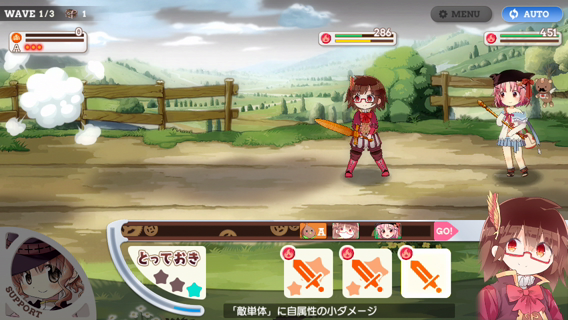 WAVE 1/3
1
MENU
AUTO
0
A
286
451
A
GO!
とっておき
SUPPORT
「敵単体」に自属性の小ダメージ